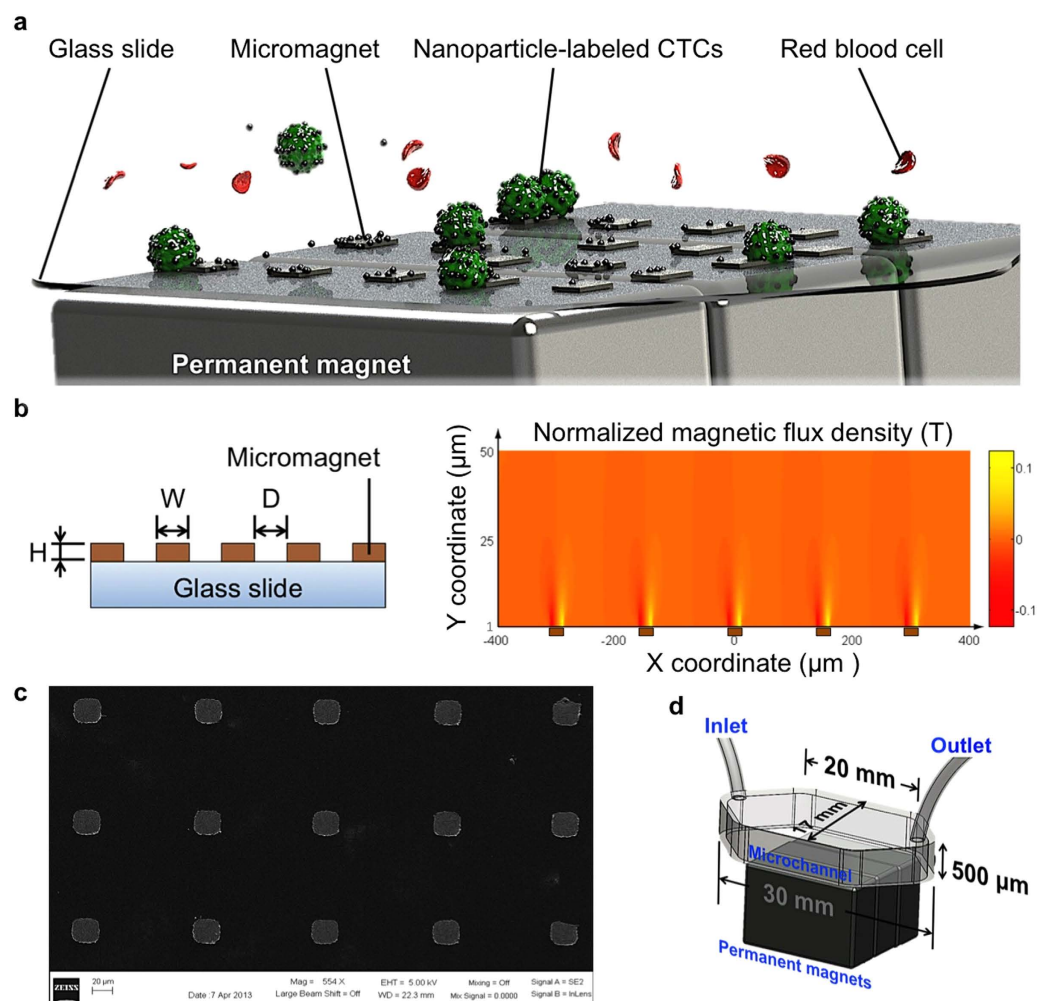 a
Glass slide Micromagnet Nanoparticle-labeled CTCs Red blood cell
Permanent magnet
b
Micromagnet
W D
H
Glass slide
Normalized magnetic flux density (T)
Y coordinate (μm)
50
25
1
-400 -200 0 200 400
X coordinate (μm )
0.1
0
-0.1
c
ZEISS
20 μm
Mag = 554 X EHT = 5.00 kV Mixing = Off Signal A = SE2
Date :7 Apr 2013 Large Beam Shift = Off WD = 22.3 mm Mix Signal = 0.0000 Signal B = InLens
d
Inlet
Outlet
20 mm
17 mm
Microchannel
500 μm
30 mm
Permanent magnets